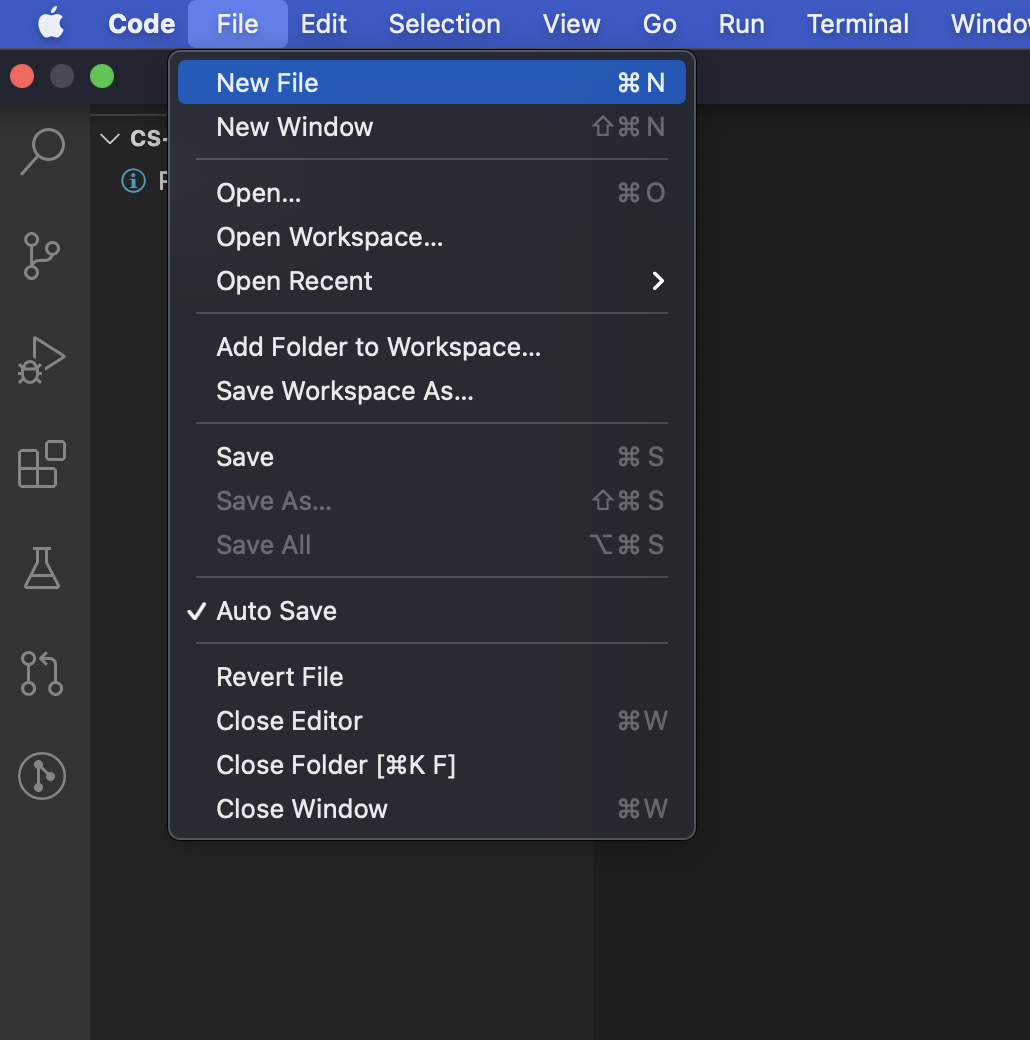 Code File Edit Selection View Go Run Terminal
New File ⌘ N
New Window ⇧⌘ N
CS-
Open... ⌘ O
Open Workspace...
Open Recent
Add Folder to Workspace...
Save Workspace As...
Save ⌘ S
Save As... ⇧⌘ S
Save All ⌥⌘ S
✓ Auto Save
Revert File
Close Editor ⌘W
Close Folder [⌘K F]
Close Window ⌘W